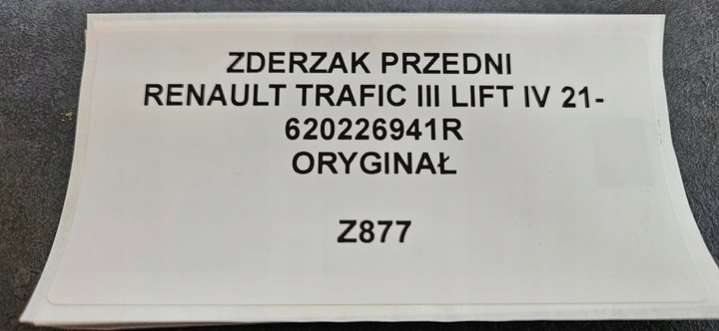 ZDERZAK PRZEDNI
RENAULT TRAFIC III LIFT IV 21-
620226941R
ORYGINAŁ
Z877